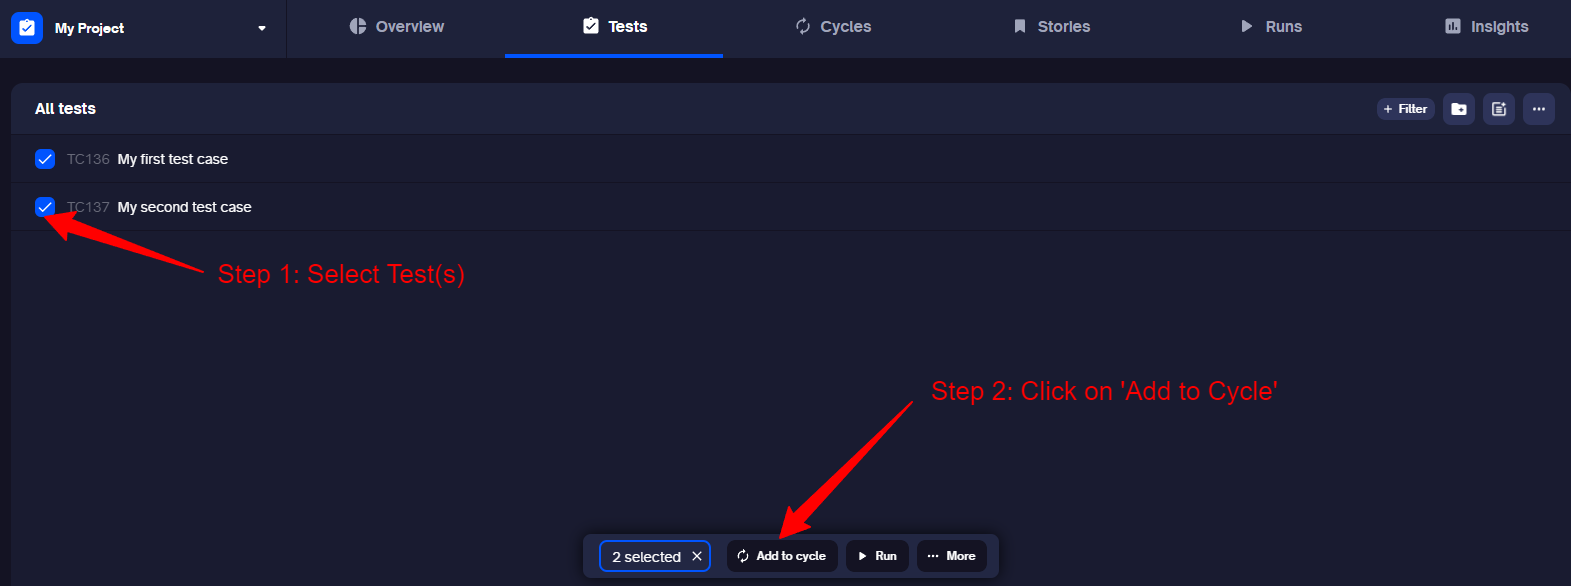 My Project
Overview
Tests
Cycles
Stories
Runs
Insights
All tests
+ Filter
TC136 My first test case
TC137 My second test case
Step 1: Select Test(s)
Step 2: Click on 'Add to Cycle'
2 selected
Add to cycle
Run
More